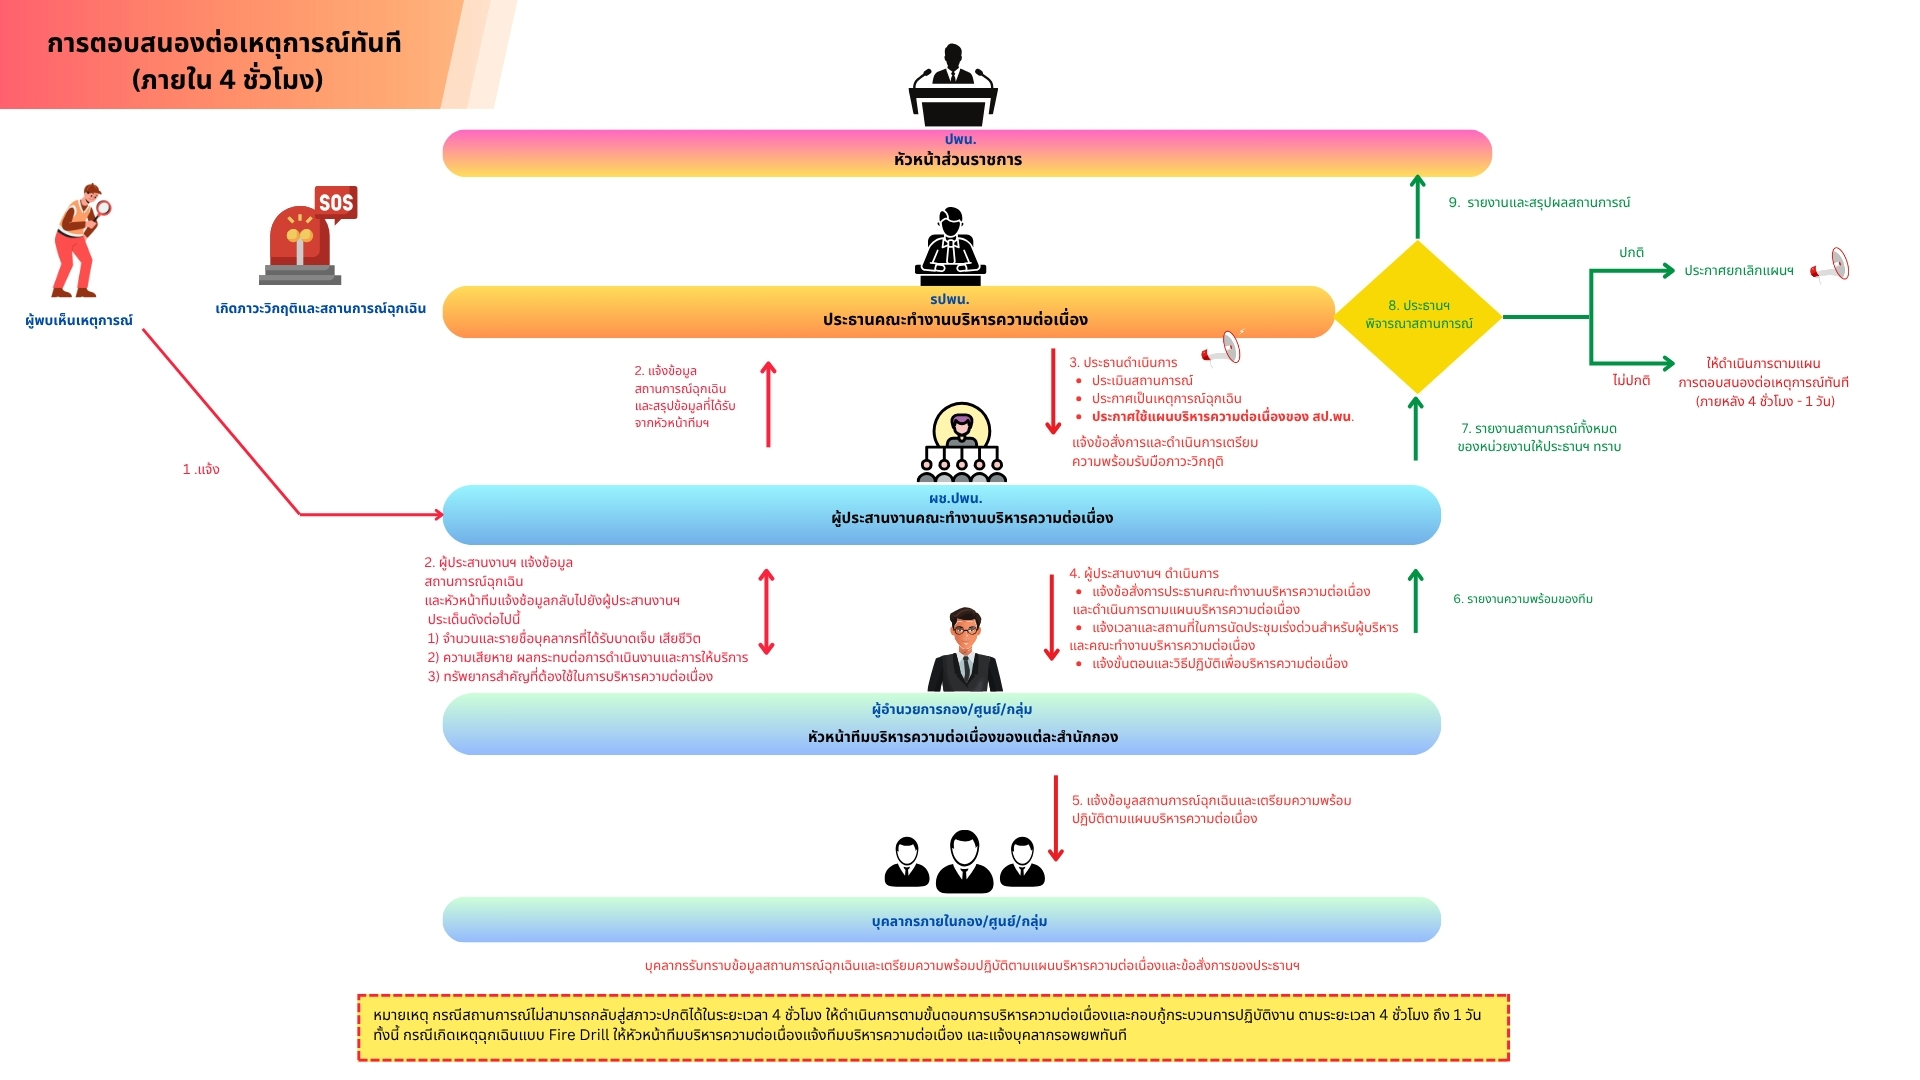 การตอบสนองต่อเหตุการณ์ทันที
(ภายใน 4 ชั่วโมง)
ปพน.
หัวหน้าส่วนราชการ
SOS
ผู้พบเห็นเหตุการณ์
เกิดภาวะวิกฤติและสถานการณ์ฉุกเฉิน
9. รายงานและสรุปผลสถานการณ์
รปพน.
ประธานคณะทำงานบริหารความต่อเนื่อง
8. ประธานฯ
พิจารณาสถานการณ์
ปกติ
ประกาศยกเลิกแผนฯ
ไม่ปกติ
ให้ดำเนินการตามแผน
การตอบสนองต่อเหตุการณ์ทันที
(ภายหลัง 4 ชั่วโมง - 1 วัน)
2. แจ้งข้อมูล
สถานการณ์ฉุกเฉิน
และสรุปข้อมูลที่ได้รับ
จากหัวหน้าทีมฯ
3. ประธานดำเนินการ
• ประเมินสถานการณ์
• ประกาศเป็นเหตุการณ์ฉุกเฉิน
• ประกาศใช้แผนบริหารความต่อเนื่องของ สป.พน.
แจ้งข้อสั่งการและดำเนินการเตรียม
ความพร้อมรับมือภาวะวิกฤติ
7. รายงานสถานการณ์ทั้งหมด
ของหน่วยงานให้ประธานฯ ทราบ
1 .แจ้ง
ผช.ปพน.
ผู้ประสานงานคณะทำงานบริหารความต่อเนื่อง
2. ผู้ประสานงานฯ แจ้งข้อมูล
สถานการณ์ฉุกเฉิน
และหัวหน้าทีมแจ้งข้อมูลกลับไปยังผู้ประสานงานฯ
ประเด็นดังต่อไปนี้
1) จำนวนและรายชื่อบุคลากรที่ได้รับบาดเจ็บ เสียชีวิต
2) ความเสียหาย ผลกระทบต่อการดำเนินงานและการให้บริการ
3) ทรัพยากรสำคัญที่ต้องใช้ในการบริหารความต่อเนื่อง
4. ผู้ประสานงานฯ ดำเนินการ
• แจ้งข้อสั่งการประธานคณะทำงานบริหารความต่อเนื่อง
และดำเนินการตามแผนบริหารความต่อเนื่อง
• แจ้งเวลาและสถานที่ในการนัดประชุมเร่งด่วนสำหรับผู้บริหาร
และคณะทำงานบริหารความต่อเนื่อง
• แจ้งขั้นตอนและวิธีปฏิบัติเพื่อบริหารความต่อเนื่อง
6. รายงานความพร้อมของทีม
ผู้อำนวยการกอง/ศูนย์/กลุ่ม
หัวหน้าทีมบริหารความต่อเนื่องของแต่ละสำนักกอง
5. แจ้งข้อมูลสถานการณ์ฉุกเฉินและเตรียมความพร้อม
ปฏิบัติตามแผนบริหารความต่อเนื่อง
บุคลากรภายในกอง/ศูนย์/กลุ่ม
บุคลากรรับทราบข้อมูลสถานการณ์ฉุกเฉินและเตรียมความพร้อมปฏิบัติตามแผนบริหารความต่อเนื่องและข้อสั่งการของประธานฯ
หมายเหตุ กรณีสถานการณ์ไม่สามารถกลับสู่สภาวะปกติได้ในระยะเวลา 4 ชั่วโมง ให้ดำเนินการตามขั้นตอนการบริหารความต่อเนื่องและกอบกู้กระบวนการปฏิบัติงาน ตามระยะเวลา 4 ชั่วโมง ถึง 1 วัน
ทั้งนี้ กรณีเกิดเหตุฉุกเฉินแบบ Fire Drill ให้หัวหน้าทีมบริหารความต่อเนื่องแจ้งทีมบริหารความต่อเนื่อง และแจ้งบุคลากรอพยพทันที